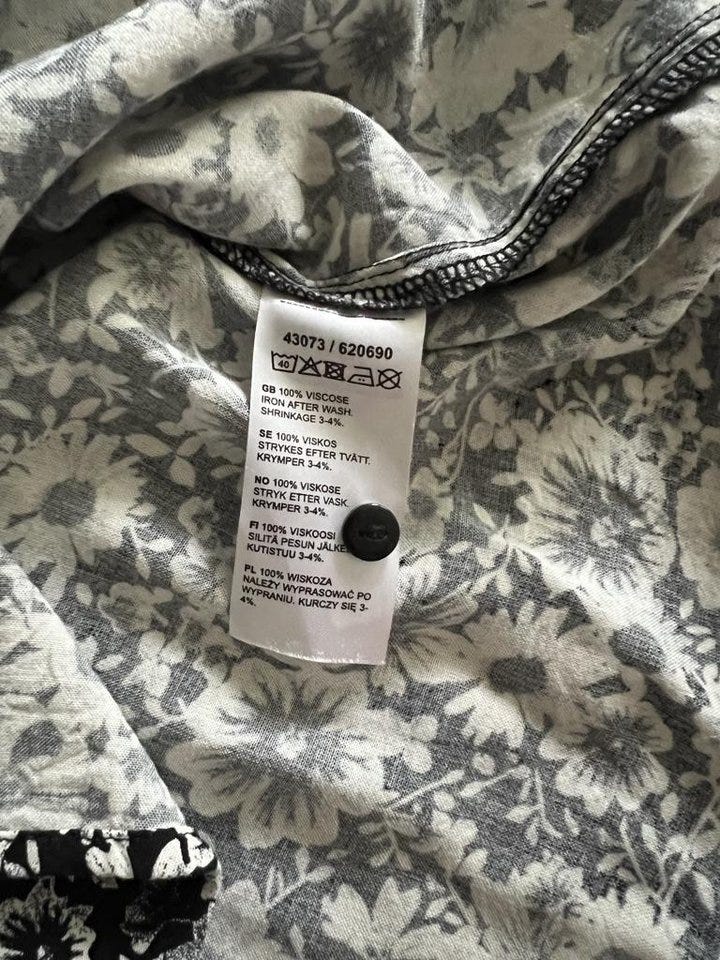 43073 / 620690
40
GB 100% VISCOSE
IRON AFTER WASH.
SHRINKAGE 3-4%.
SE 100% VISKOS
STRYKES EFTER TVÄTT.
KRYMPER 3-4%.
NO 100% VISKOSE
STRYK ETTER VASK.
KRYMPER 3-4%.
FI 100% VISKOOSI
SILITÄ PESUN
KUTISTUU 3-4%.
PL 100% WISKOZA
NALEŻY WYPRASOWAĆ PO
WYPRANIU. KURCZY SIĘ 3-
4%.